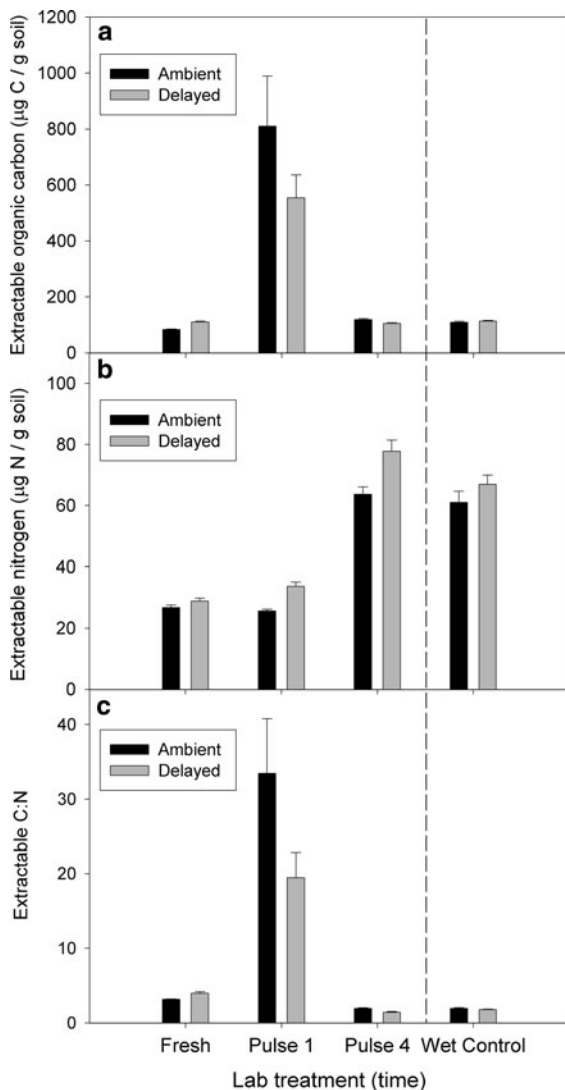 a
1200
1000
800
600
400
200
0
Extractable organic carbon (µg C / g soil)
Ambient
Delayed
b
100
80
60
40
20
0
Extractable nitrogen (µg N / g soil)
Ambient
Delayed
c
40
30
20
10
0
Extractable C:N
Ambient
Delayed
Fresh Pulse 1 Pulse 4 Wet Control
Lab treatment (time)